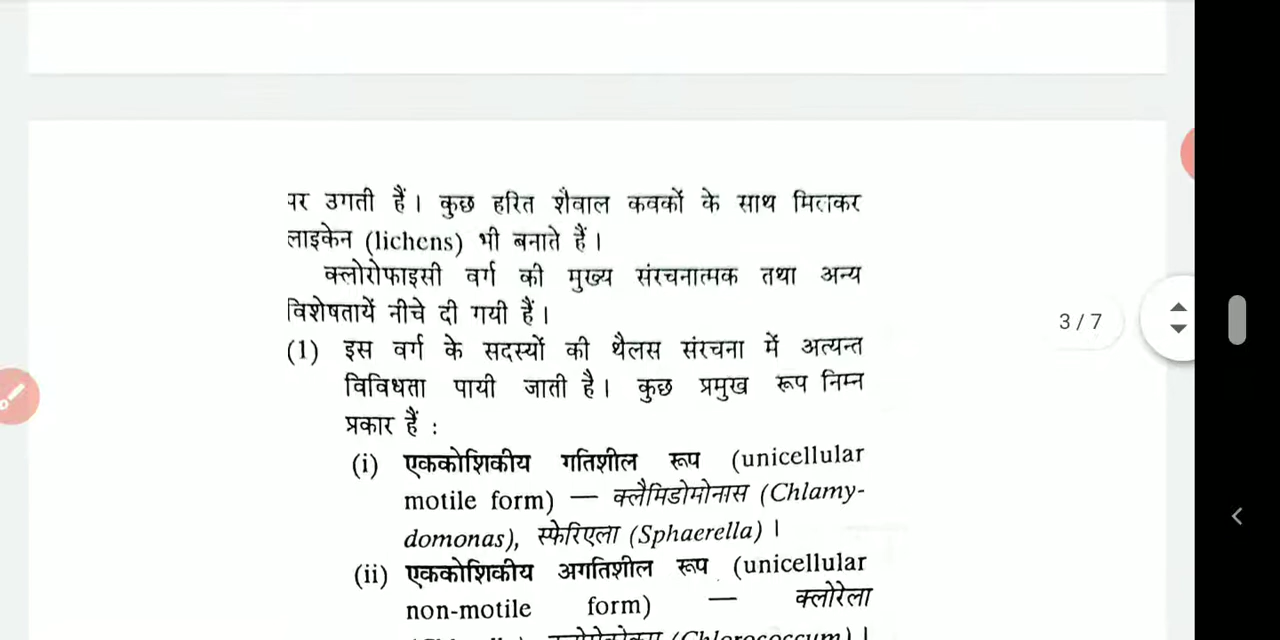 पर उगती हैं। कुछ हरित शैवाल कवकों के साथ मिलकर
लाइकेन (lichens) भी बनाते हैं।
क्लोरोफाइसी वर्ग की मुख्य संरचनात्मक तथा अन्य
विशेषतायें नीचे दी गयी हैं।
(1) इस वर्ग के सदस्यों की थैलस संरचना में अत्यन्त
विविधता पायी जाती है। कुछ प्रमुख रूप निम्न
प्रकार हैं :
(i) एककोशिकीय गतिशील रूप (unicellular
motile form) — क्लैमिडोमोनास (Chlamy-
domonas), स्फेरिएला (Sphaerella)।
(ii) एककोशिकीय अगतिशील रूप (unicellular
non-motile form) — क्लोरेला
(Chlorococcum)।
3 / 7